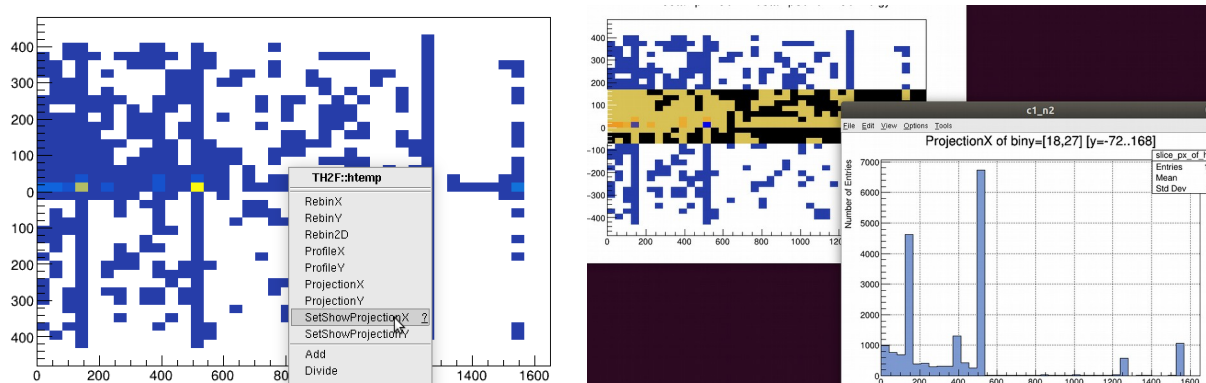 400
300
200
100
0
100
200
300
400
0
200
400
600
8
1400
1600
TH2F::htemp
RebinX
RebinY
Rebin2D
ProfileX
ProfileY
ProjectionX
ProjectionY
SetShowProjectionX ?
SetShowProjectionY
Add
Divide
400
300
200
100
0
−100
−200
−300
−400
0
200
400
600
800
1000
1200
c1_n2
File Edit View Options Tools
ProjectionX of biny=[18,27] [y=-72..168]
slice_px_of_h
Entries
Mean
Std Dev
Number of Entries
7000
6000
5000
4000
3000
2000
1000
0
0
200
400
600
800
1000
1200
1400
1600